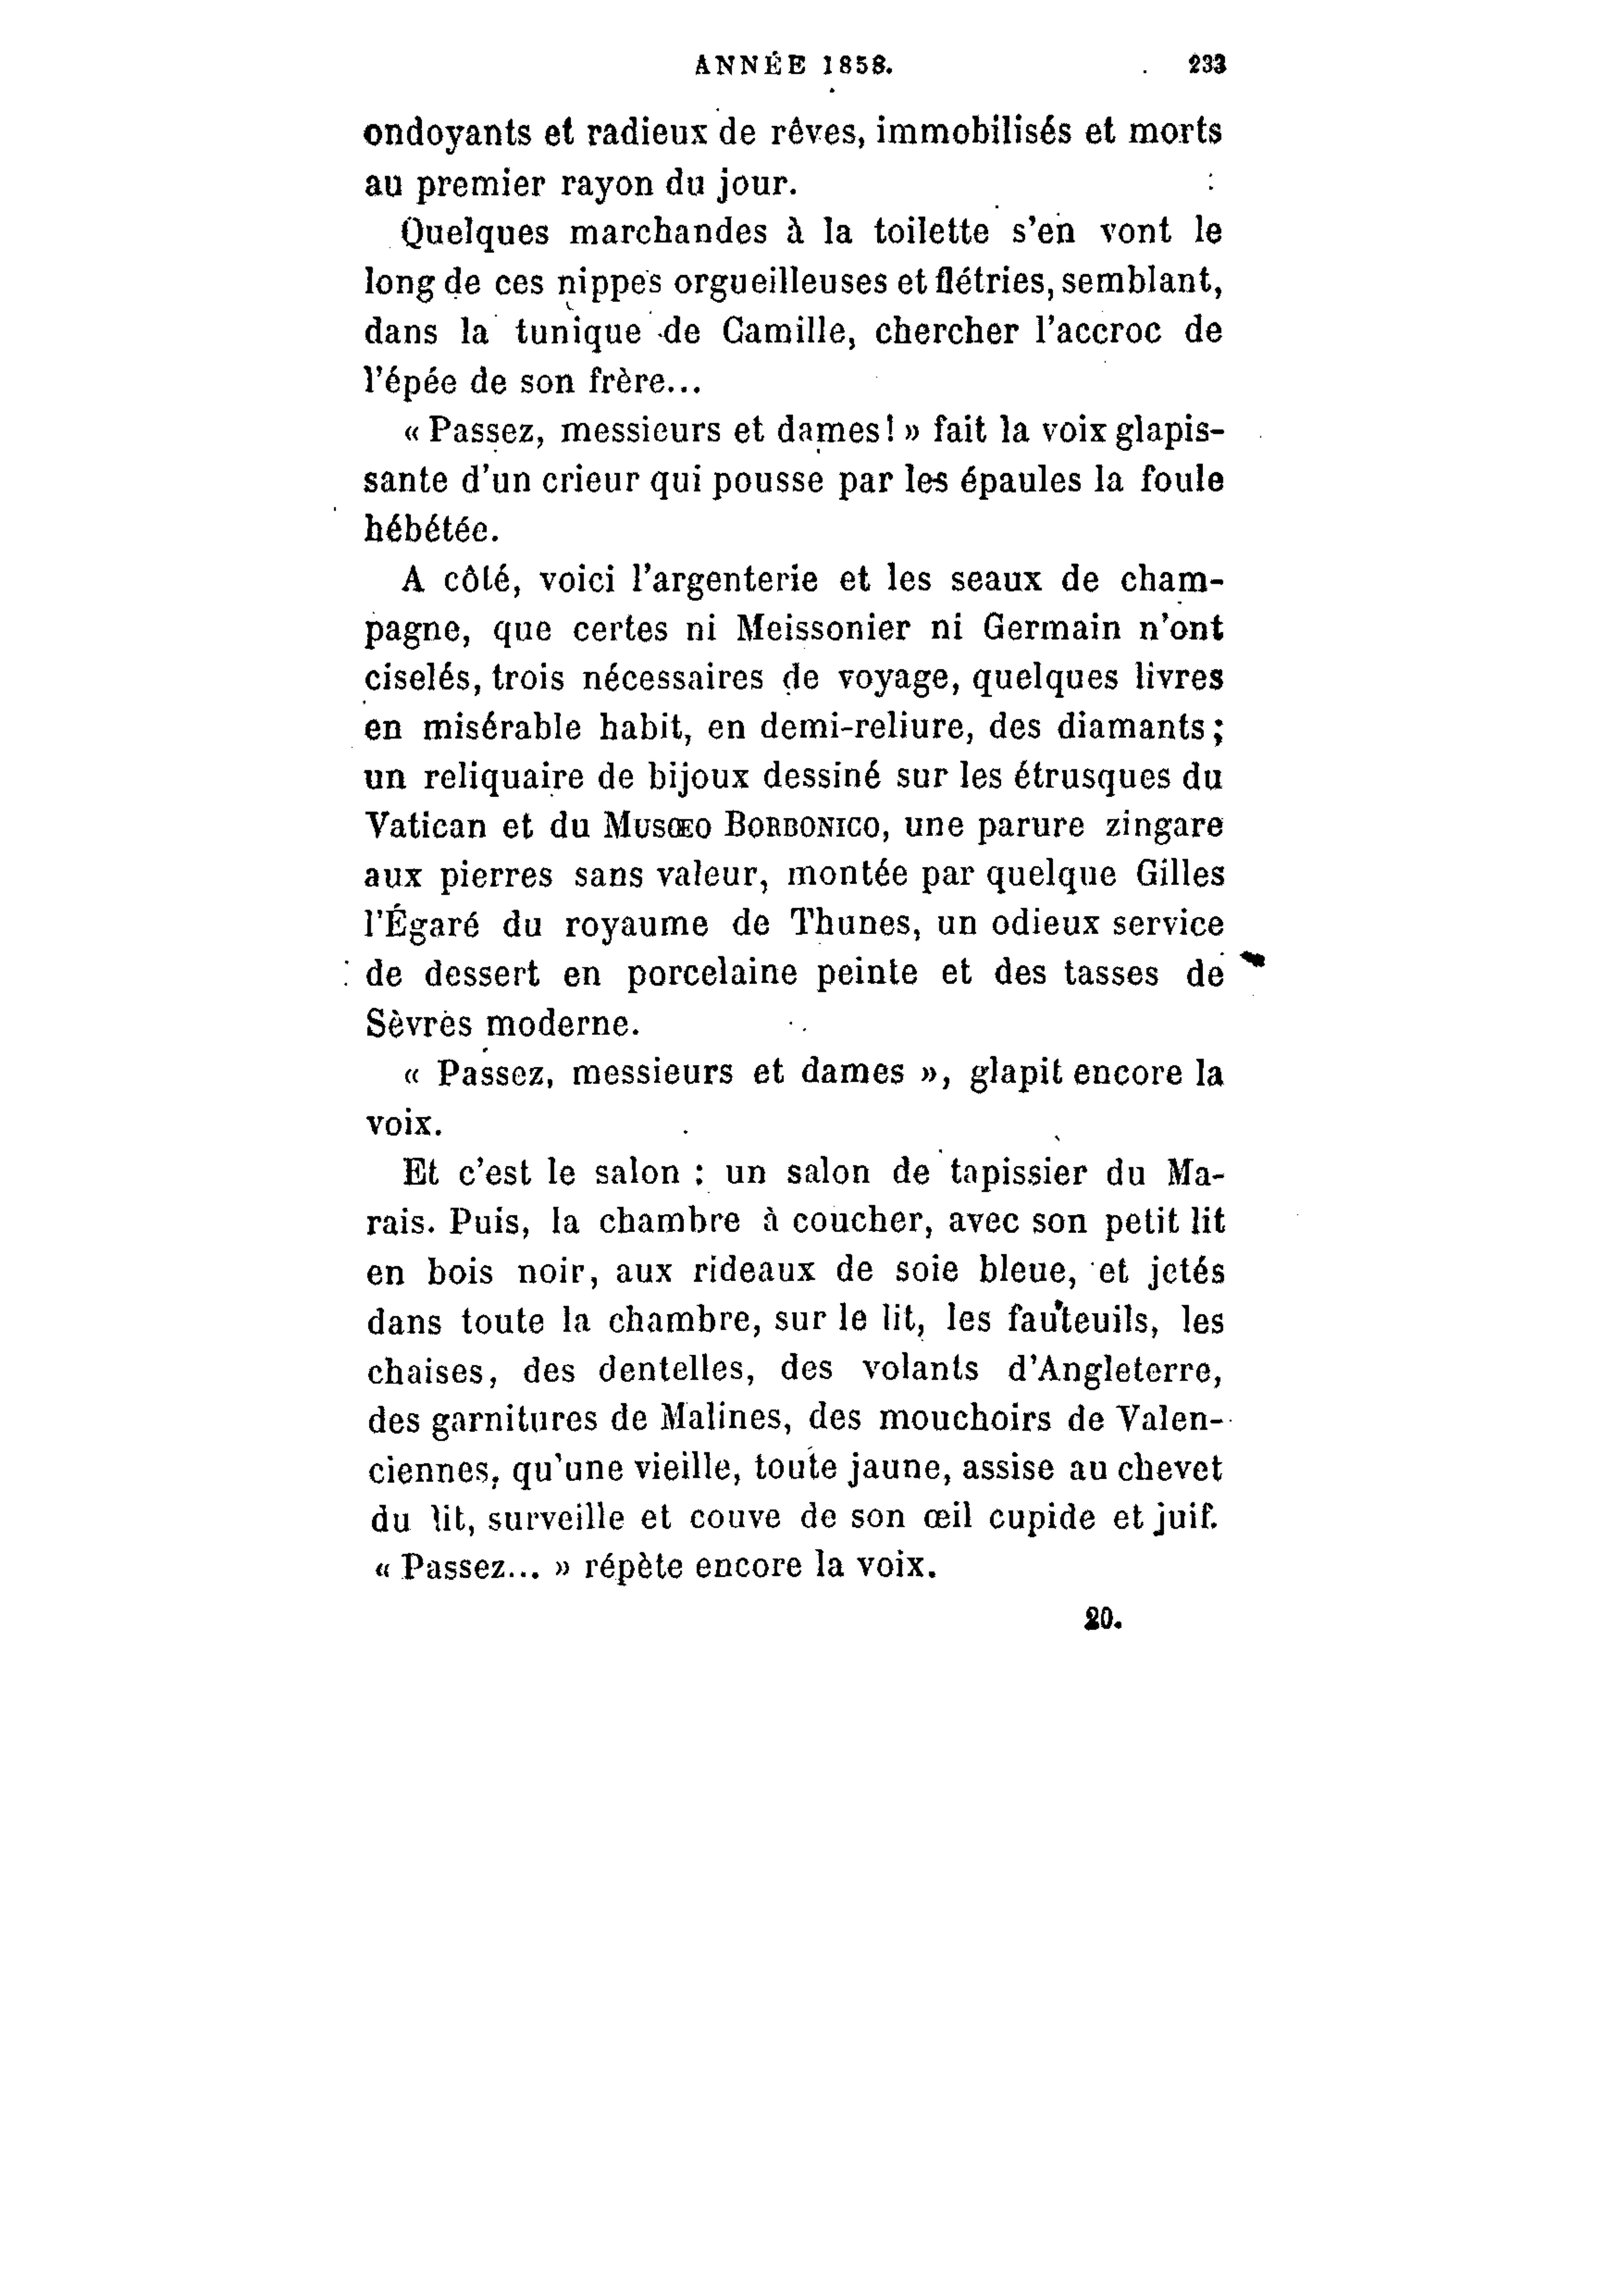 ANNÉE 1858. 233
ondoyants et radieux de rêves, immobilisés et morts
au premier rayon du jour.
Quelques marchandes à la toilette s'en vont le
long de ces nippes orgueilleuses et flétries, semblant,
dans la tunique de Camille, chercher l'accroc de
l'épée de son frère...
« Passez, messieurs et dames! » fait la voix glapis-
sante d'un crieur qui pousse par les épaules la foule
hébétée.
A côté, voici l'argenterie et les seaux de cham-
pagne, que certes ni Meissonier ni Germain n'ont
ciselés, trois nécessaires de voyage, quelques livres
en misérable habit, en demi-reliure, des diamants;
un reliquaire de bijoux dessiné sur les étrusques du
Vatican et du MUSŒO BORBONICO, une parure zingare
aux pierres sans valeur, montée par quelque Gilles
l'Égaré du royaume de Thunes, un odieux service
de dessert en porcelaine peinte et des tasses de
Sèvres moderne.
« Passez, messieurs et dames », glapit encore la
voix.
Et c'est le salon : un salon de tapissier du Ma-
rais. Puis, la chambre à coucher, avec son petit lit
en bois noir, aux rideaux de soie bleue, et jetés
dans toute la chambre, sur le lit, les fauteuils, les
chaises, des dentelles, des volants d'Angleterre,
des garnitures de Malines, des mouchoirs de Valen-
ciennes, qu'une vieille, toute jaune, assise au chevet
du lit, surveille et couve de son œil cupide et juif.
« Passez... » répète encore la voix.
20.